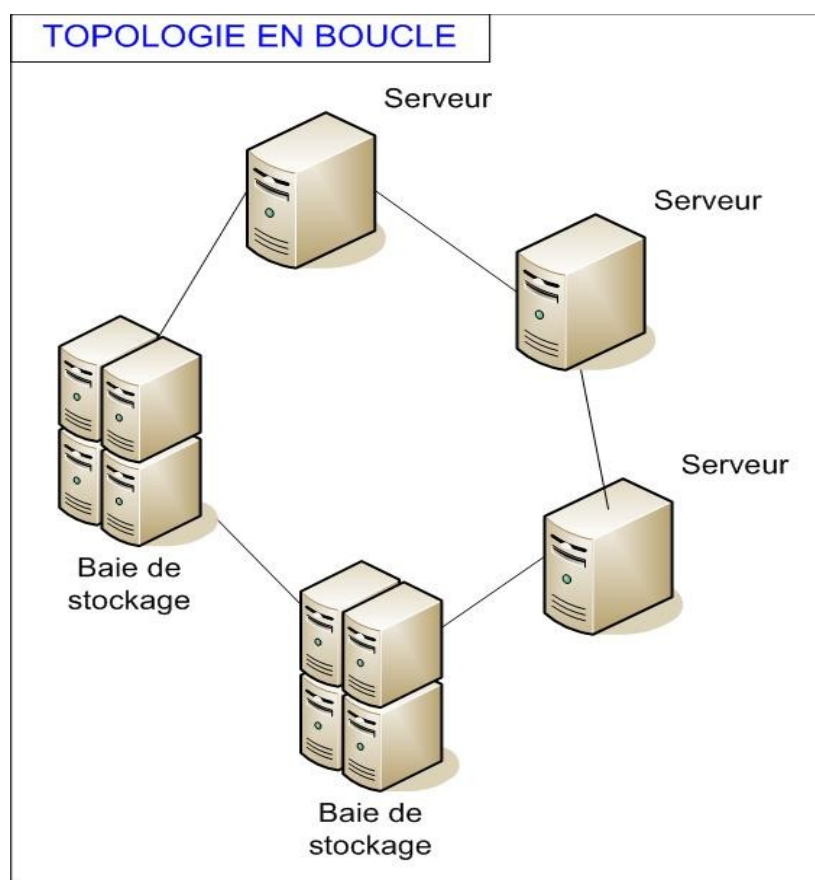 TOPOLOGIE EN BOUCLE
Serveur
Serveur
Serveur
Baie de
stockage
Baie de
stockage